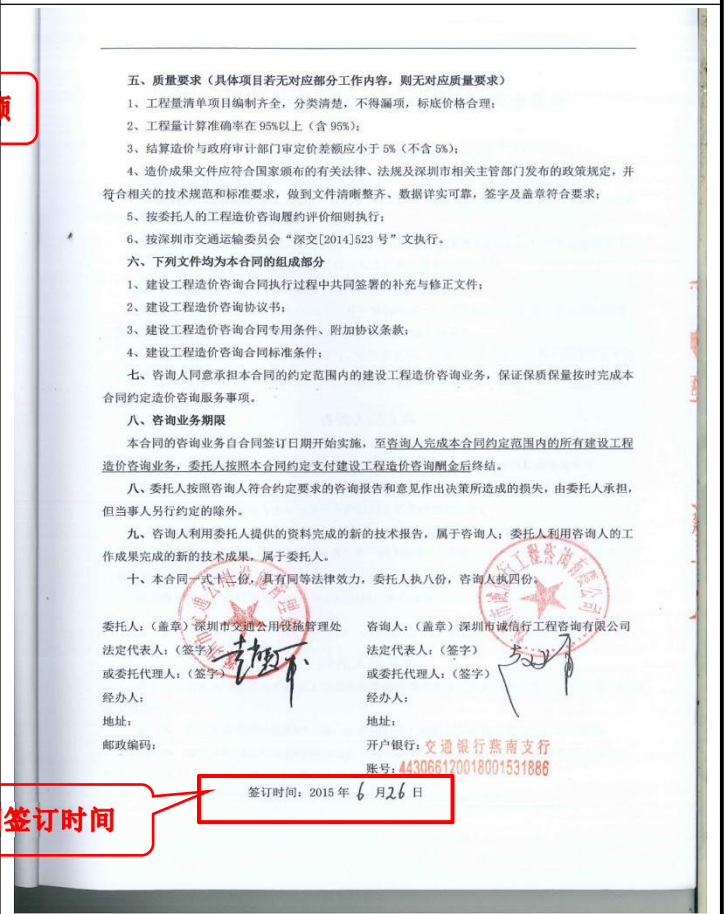 五、质量要求（具体项目若无对应部分工作内容，则无对应质量要求）
1、工程量清单项目编制齐全，分类清楚，不得漏项，标底价格合理；
2、工程量计算准确率在 95%以上（含 95%）；
3、结算造价与政府审计部门审定价差额应小于 5%（不含 5%）；
4、造价成果文件应符合国家颁布的有关法律、法规及深圳市相关主管部门发布的政策规定，并
符合相关的技术规范和标准要求，做到文件清晰整齐、数据详实可靠，签字及盖章符合要求；
5、按委托人的工程造价咨询履约评价细则执行；
6、按深圳市交通运输委员会“深交[2014]523 号”文执行。
六、下列文件均为本合同的组成部分
1、建设工程造价咨询合同执行过程中共同签署的补充与修正文件；
2、建设工程造价咨询协议书；
3、建设工程造价咨询合同专用条件、附加协议条款；
4、建设工程造价咨询合同标准条件；
七、咨询人同意承担本合同的约定范围内的建设工程造价咨询业务，保证保质保量按时完成本
合同约定造价咨询服务事项。
八、咨询业务期限
本合同的咨询业务自合同签订日期开始实施，至咨询人完成本合同约定范围内的所有建设工程
造价咨询业务，委托人按照本合同约定支付建设工程造价咨询酬金后终结。
八、委托人按照咨询人符合约定要求的咨询报告和意见作出决策所造成的损失，由委托人承担，
但当事人另行约定的除外。
九、咨询人利用委托人提供的资料完成的新的技术报告，属于咨询人；委托人利用咨询人的工
作成果完成的新的技术成果，属于委托人。
十、本合同一式十二份，具有同等法律效力，委托人执八份，咨询人执四份。
委托人：（盖章）深圳市交通公用设施管理处 咨询人：（盖章）深圳市诚信行工程咨询有限公司
法定代表人：（签字） 法定代表人：（签字）
或委托代理人：（签字） 或委托代理人：（签字）
经办人： 经办人：
地址： 地址：
邮政编码： 开户银行：交通银行燕南支行
账号：443066120018001531886
签订时间：2015 年 6 月 26 日
签订时间